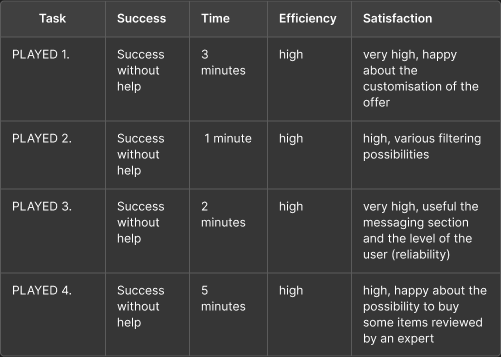 Task Success Time Efficiency Satisfaction
PLAYED 1. Success without help 3 minutes high very high, happy about the customisation of the offer
PLAYED 2. Success without help 1 minute high high, various filtering possibilities
PLAYED 3. Success without help 2 minutes high very high, useful the messaging section and the level of the user (reliability)
PLAYED 4. Success without help 5 minutes high high, happy about the possibility to buy some items reviewed by an expert